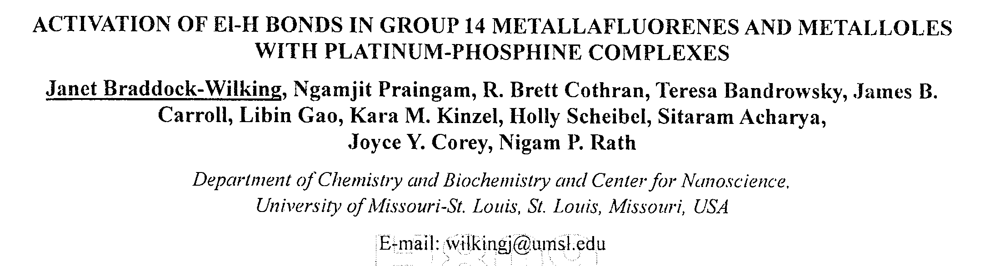 ACTIVATION OF El-H BONDS IN GROUP 14 METALLAFLUORENES AND METALLOLES
WITH PLATINUM-PHOSPHINE COMPLEXES
Janet Braddock-Wilking, Ngamjit Praingam, R. Brett Cothran, Teresa Bandrowsky, James B.
Carroll, Libin Gao, Kara M. Kinzel, Holly Scheibel, Sitaram Acharya,
Joyce Y. Corey, Nigam P. Rath
Department of Chemistry and Biochemistry and Center for Nanoscience,
University of Missouri-St. Louis, St. Louis, Missouri, USA
E-mail: wilkingj@umsl.edu